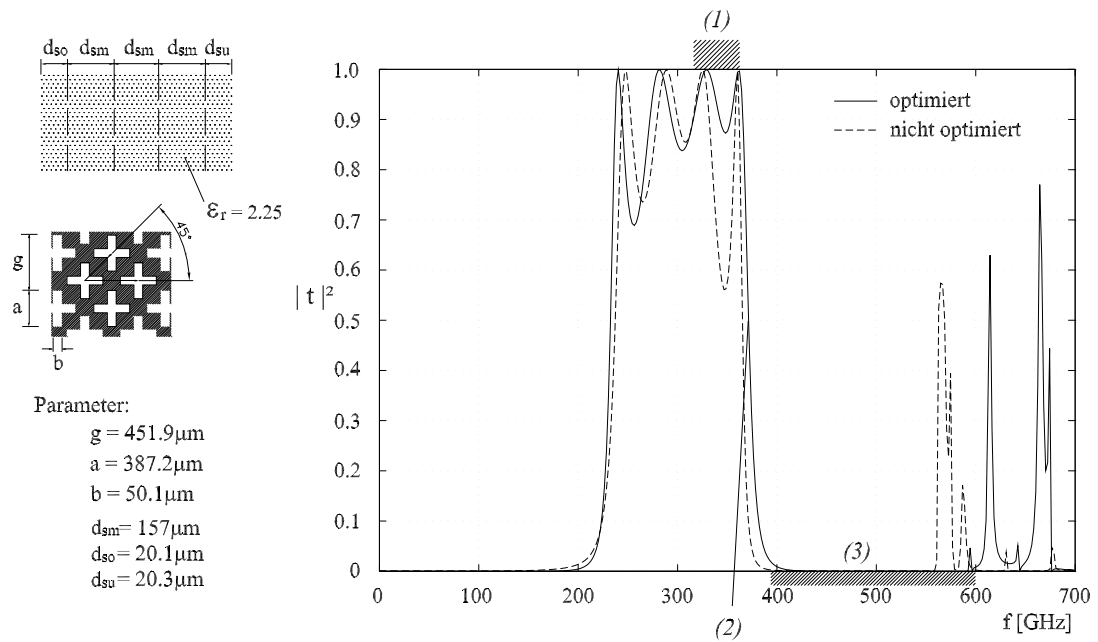 dso dsm dsm dsm dsu
εr = 2.25
45°
g
a
b
Parameter:
g = 451.9µm
a = 387.2µm
b = 50.1µm
dsm= 157µm
dso= 20.1µm
dsu= 20.3µm
(1)
1.0
0.9
0.8
0.7
0.6
0.5
0.4
0.3
0.2
0.1
0
| t |²
optimiert
nicht optimiert
(3)
0 100 200 300 400 500 600 700
f [GHz]
(2)